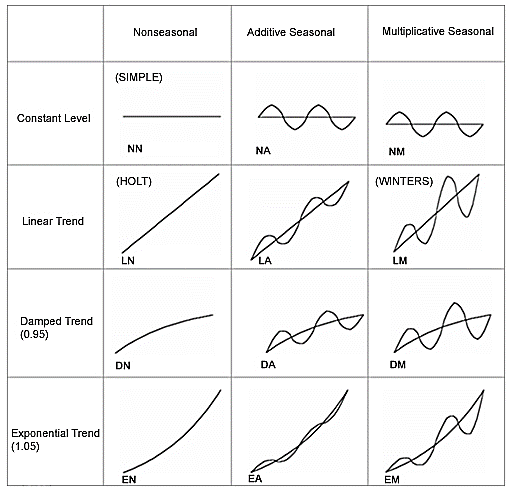 Nonseasonal
Additive Seasonal
Multiplicative Seasonal
Constant Level
(SIMPLE)
NN
NA
NM
Linear Trend
(HOLT)
LN
LA
(WINTERS)
LM
Damped Trend
(0.95)
DN
DA
DM
Exponential Trend
(1.05)
EN
EA
EM